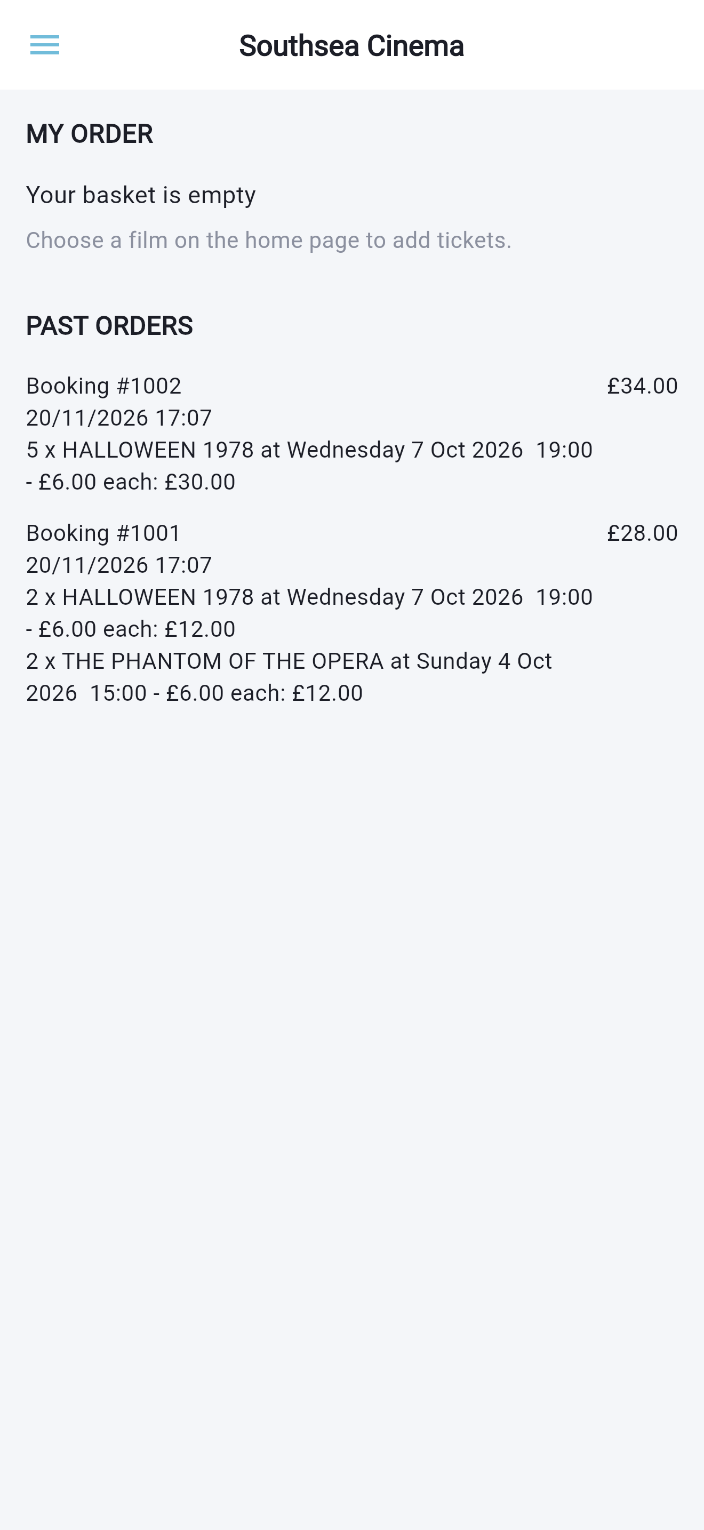 Southsea Cinema
MY ORDER
Your basket is empty
Choose a film on the home page to add tickets.
PAST ORDERS
Booking #1002 £34.00
20/11/2026 17:07
5 x HALLOWEEN 1978 at Wednesday 7 Oct 2026  19:00
- £6.00 each: £30.00
Booking #1001 £28.00
20/11/2026 17:07
2 x HALLOWEEN 1978 at Wednesday 7 Oct 2026  19:00
- £6.00 each: £12.00
2 x THE PHANTOM OF THE OPERA at Sunday 4 Oct
2026  15:00 - £6.00 each: £12.00